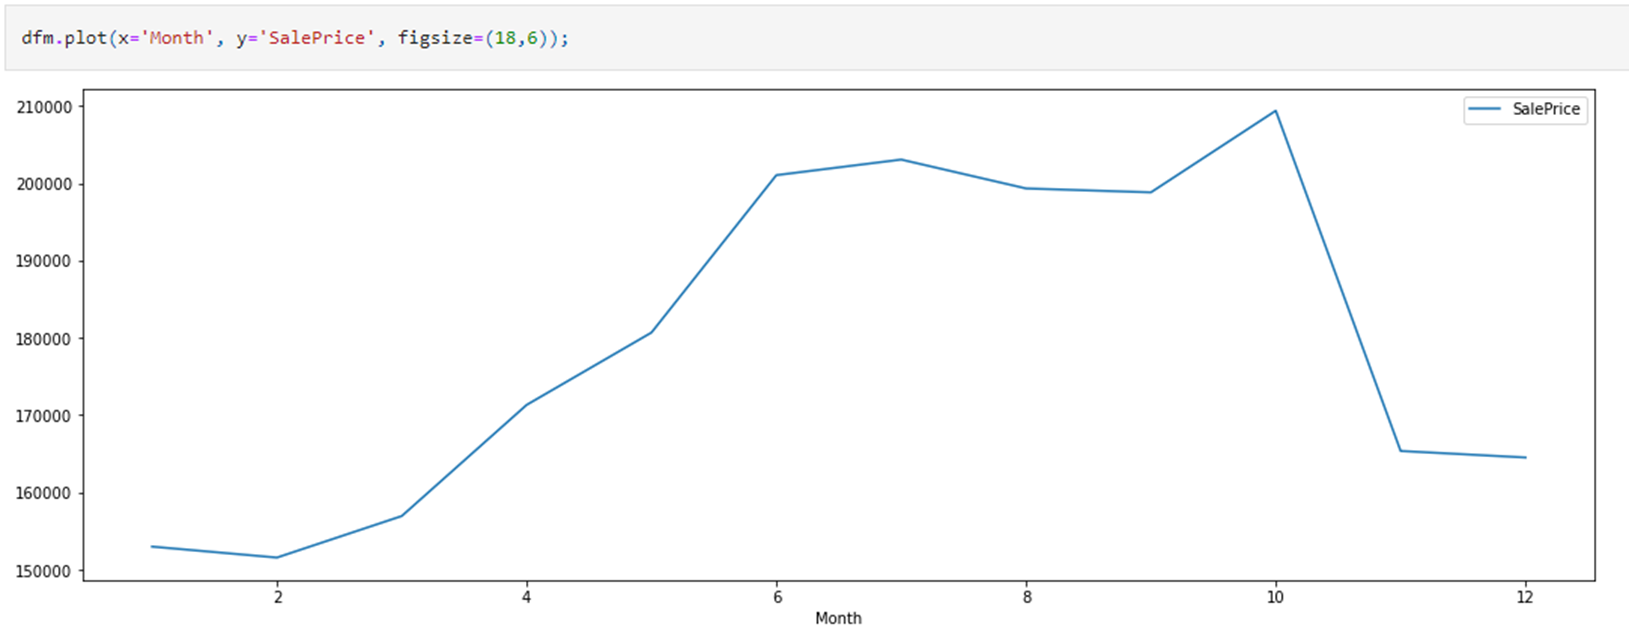 dfm.plot(x='Month', y='SalePrice', figsize=(18,6));
SalePrice
210000
200000
190000
180000
170000
160000
150000
2 4 6 8 10 12
Month